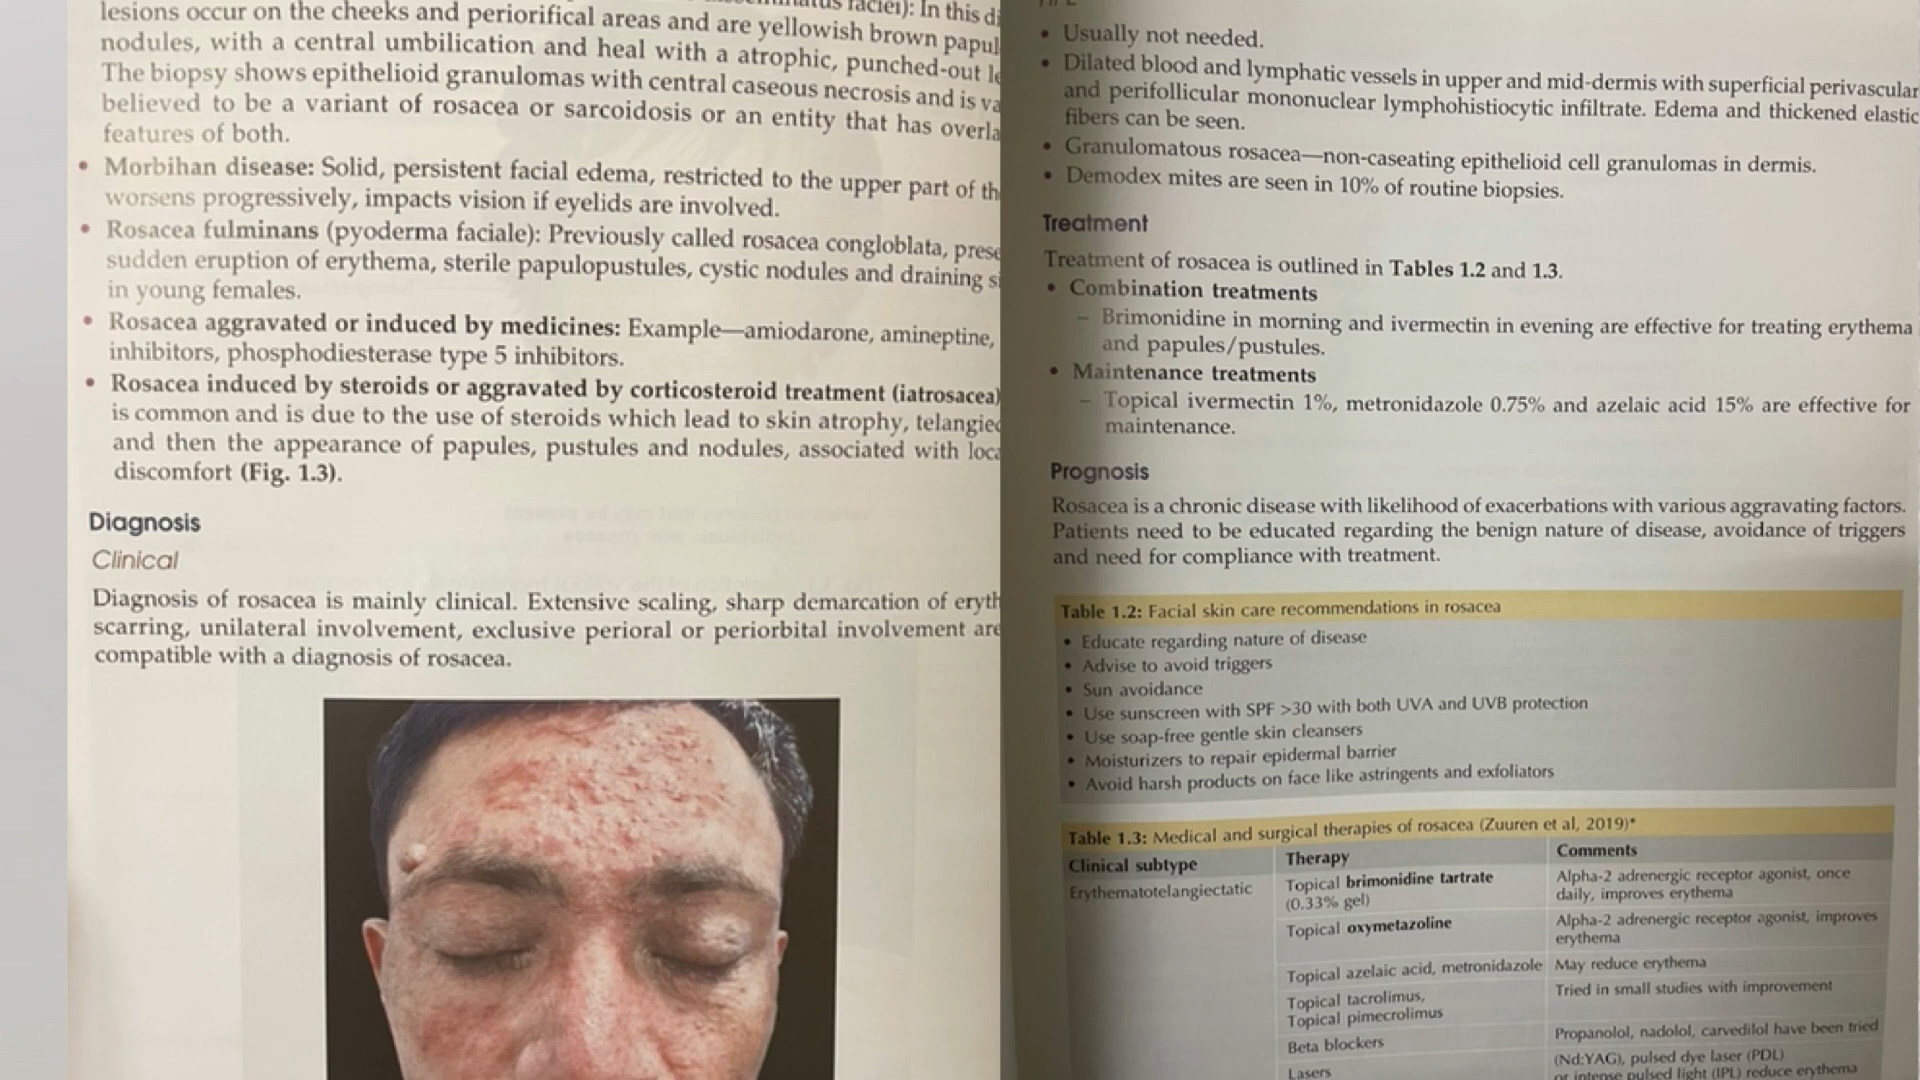 lesions occur on the cheeks and periorifical areas and are yellowish brown
nodules, with a central umbilication and heal with a atrophic, punched-out
The biopsy shows epithelioid granulomas with central caseous necrosis and is
believed to be a variant of rosacea or sarcoidosis or an entity that has
features of both.
• Morbihan disease: Solid, persistent facial edema, restricted to the upper part of
worsens progressively, impacts vision if eyelids are involved.
• Rosacea fulminans (pyoderma faciale): Previously called rosacea congloblata,
sudden eruption of erythema, sterile papulopustules, cystic nodules and draining
in young females.
• Rosacea aggravated or induced by medicines: Example—amiodarone, amineptine,
inhibitors, phosphodiesterase type 5 inhibitors.
• Rosacea induced by steroids or aggravated by corticosteroid treatment (iatrosacea)
is common and is due to the use of steroids which lead to skin atrophy,
and then the appearance of papules, pustules and nodules, associated with
discomfort (Fig. 1.3).
Diagnosis
Clinical
Diagnosis of rosacea is mainly clinical. Extensive scaling, sharp demarcation of
scarring, unilateral involvement, exclusive perioral or periorbital involvement are
compatible with a diagnosis of rosacea.
• Usually not needed.
• Dilated blood and lymphatic vessels in upper and mid-dermis with superficial perivascular
and perifollicular mononuclear lymphohistiocytic infiltrate. Edema and thickened elastic
fibers can be seen.
• Granulomatous rosacea—non-caseating epithelioid cell granulomas in dermis.
• Demodex mites are seen in 10% of routine biopsies.
Treatment
Treatment of rosacea is outlined in Tables 1.2 and 1.3.
• Combination treatments
– Brimonidine in morning and ivermectin in evening are effective for treating erythema
and papules/pustules.
• Maintenance treatments
– Topical ivermectin 1%, metronidazole 0.75% and azelaic acid 15% are effective for
maintenance.
Prognosis
Rosacea is a chronic disease with likelihood of exacerbations with various aggravating factors.
Patients need to be educated regarding the benign nature of disease, avoidance of triggers
and need for compliance with treatment.
Table 1.2: Facial skin care recommendations in rosacea
• Educate regarding nature of disease
• Advise to avoid triggers
• Sun avoidance
• Use sunscreen with SPF >30 with both UVA and UVB protection
• Use soap-free gentle skin cleansers
• Moisturizers to repair epidermal barrier
• Avoid harsh products on face like astringents and exfoliators
Table 1.3: Medical and surgical therapies of rosacea (Zuuren et al, 2019)*
Clinical subtype Therapy Comments
Erythematotelangiectatic Topical brimonidine tartrate Alpha-2 adrenergic receptor agonist, once
(0.33% gel) daily, improves erythema
Topical oxymetazoline Alpha-2 adrenergic receptor agonist, improves
erythema
Topical azelaic acid, metronidazole May reduce erythema
Topical tacrolimus, Tried in small studies with improvement
Topical pimecrolimus
Beta blockers Propanolol, nadolol, carvedilol have been tried
Lasers (Nd:YAG), pulsed dye laser (PDL)
or intense pulsed light (IPL) reduce erythema